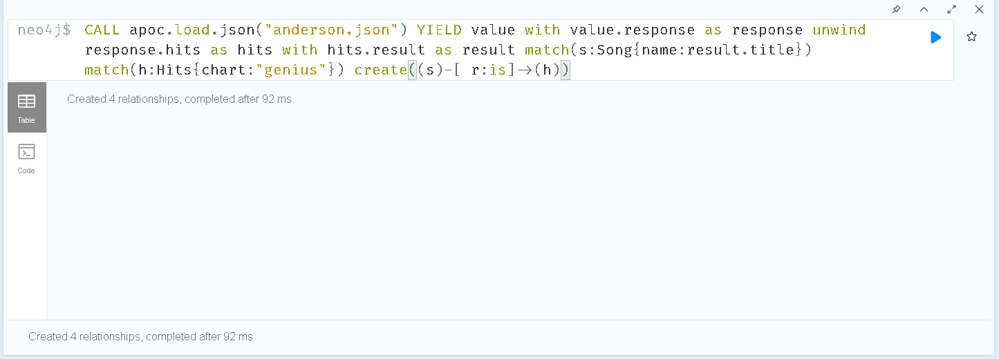 neo4j$ CALL apoc.load.json("anderson.json") YIELD value with value.response as response unwind
response.hits as hits with hits.result as result match(s:Song{name:result.title})
match(h:Hits{chart:"genius"}) create((s)-[ r:is]->(h))
Created 4 relationships, completed after 92 ms.
Table
Code
Created 4 relationships, completed after 92 ms.